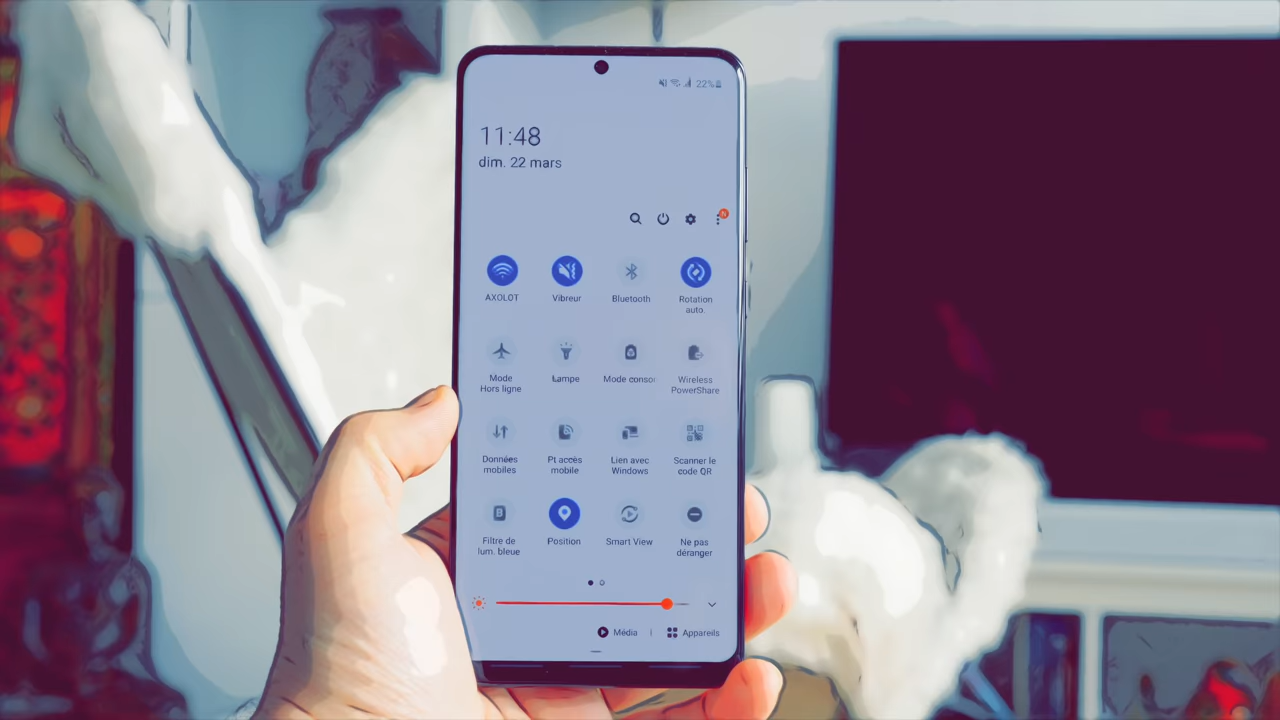 22%
11:48
dim. 22 mars
N
AXOLOT
Vibreur
Bluetooth
Rotation
auto.
Mode
Hors ligne
Lampe
Mode conso
Wireless
PowerShare
Données
mobiles
Pt accès
mobile
Lien avec
Windows
Scanner le
code QR
B
Filtre de
lum. bleue
Position
Smart View
Ne pas
déranger
Média | Appareils